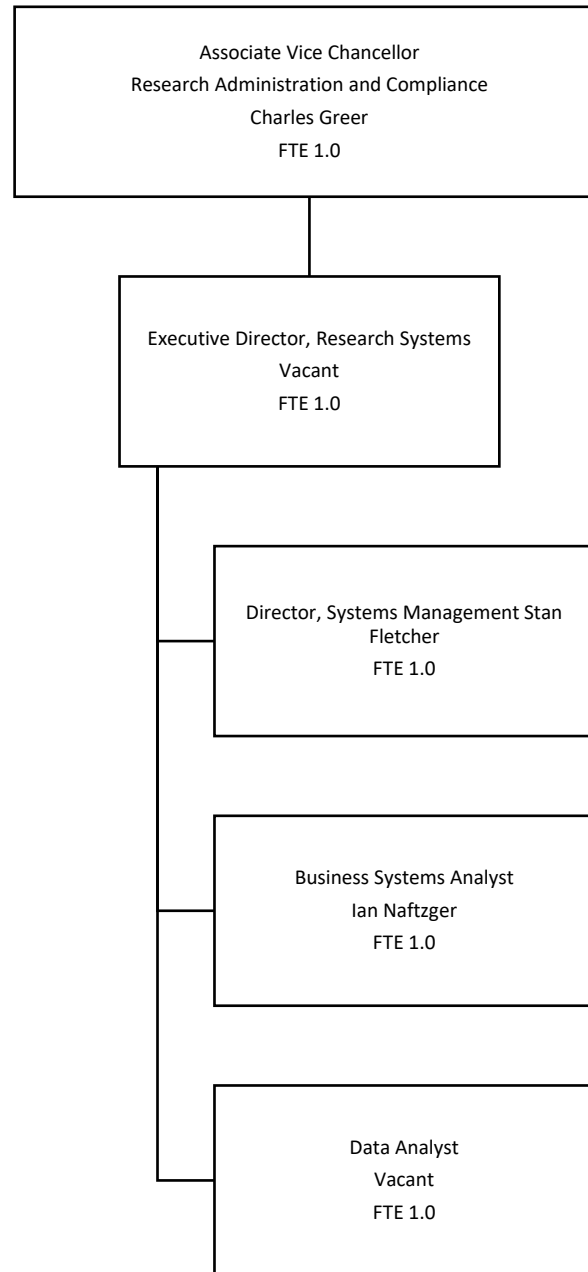 Associate Vice Chancellor
Research Administration and Compliance
Charles Greer
FTE 1.0
Executive Director, Research Systems
Vacant
FTE 1.0
Director, Systems Management Stan
Fletcher
FTE 1.0
Business Systems Analyst
Ian Naftzger
FTE 1.0
Data Analyst
Vacant
FTE 1.0